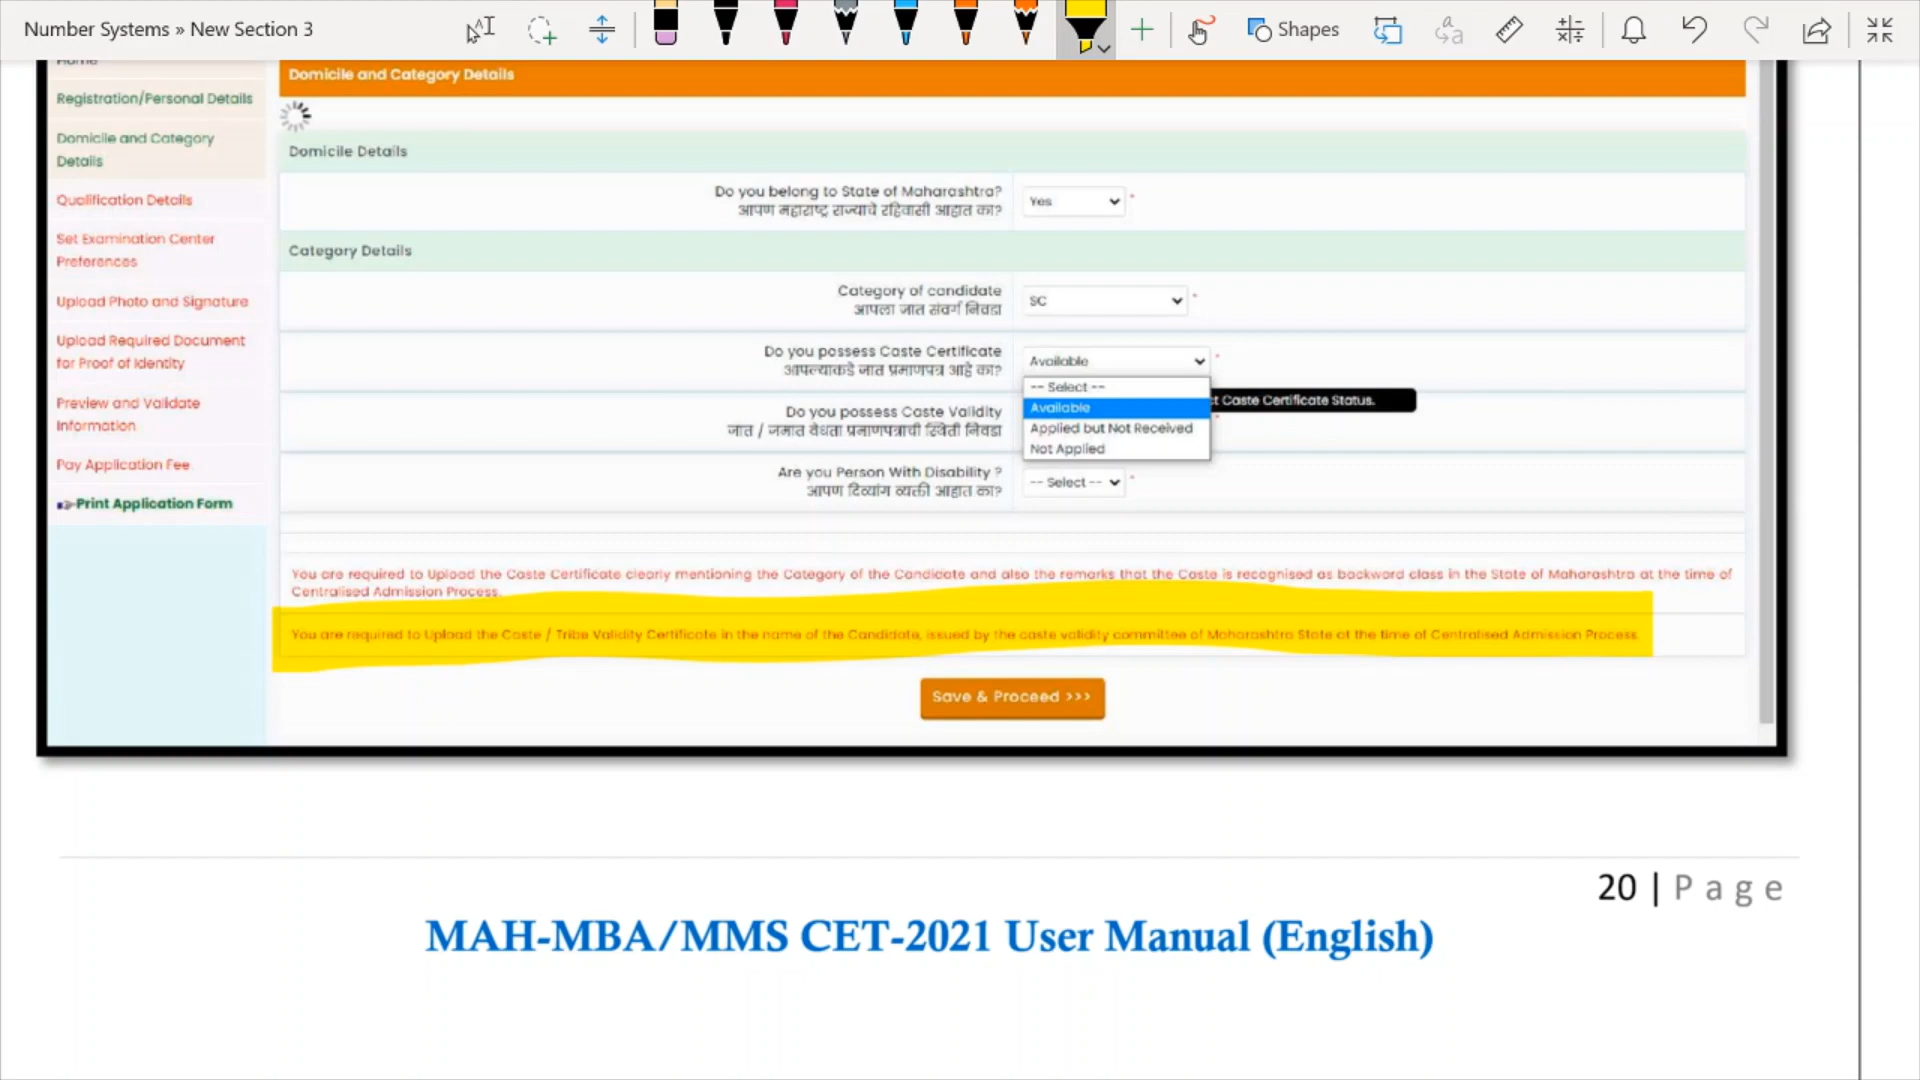 Number Systems » New Section 3
Shapes
Home
Domicile and Category Details
Registration/Personal Details
Domicile and Category
Details
Qualification Details
Set Examination Center
Preferences
Upload Photo and Signature
Upload Required Document
for Proof of Identity
Preview and Validate
Information
Pay Application Fee
Print Application Form
Domicile Details
Do you belong to State of Maharashtra?
आपण महाराष्ट्र राज्याचे रहिवासी आहात का?
Yes
*
Category Details
Category of candidate
आपला जात संवर्ग निवडा
SC
*
Do you possess Caste Certificate
आपल्याकडे जात प्रमाणपत्र आहे का?
Available
*
-- Select --
Available
Applied but Not Received
Not Applied
t Caste Certificate Status.
Do you possess Caste Validity
जात / जमात वैधता प्रमाणपत्राची स्थिती निवडा
*
Are you Person With Disability ?
आपण दिव्यांग व्यक्ती आहात का?
-- Select --
*
You are required to Upload the Caste Certificate clearly mentioning the Category of the Candidate and also the remarks that the Caste is recognised as backward class in the State of Maharashtra at the time of
Centralised Admission Process.
You are required to Upload the Caste / Tribe Validity Certificate in the name of the Candidate, issued by the caste validity committee of Maharashtra State at the time of Centralised Admission Process.
Save & Proceed >>>
20 | Page
MAH-MBA/MMS CET-2021 User Manual (English)